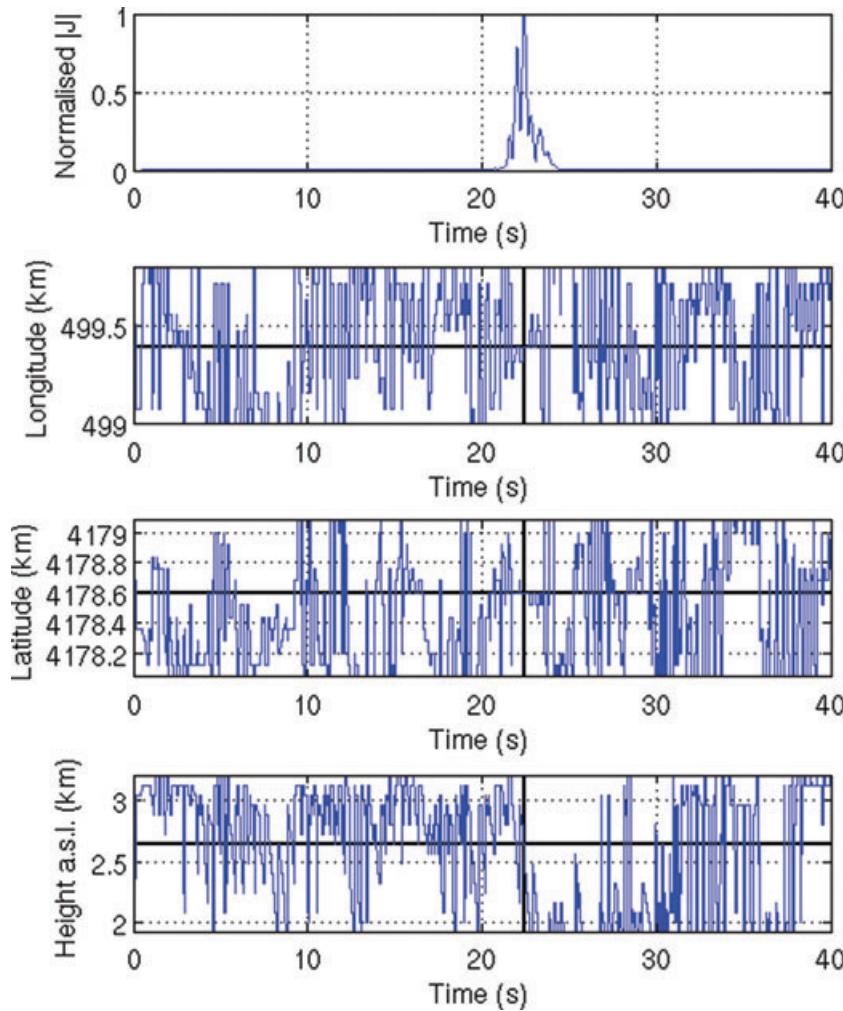 Normalised |J|
1
0.5
0
0 10 20 30 40
Time (s)
Longitude (km)
499.5
499
0 10 20 30 40
Time (s)
Latitude (km)
4179
4178.8
4178.6
4178.4
4178.2
0 10 20 30 40
Time (s)
Height a.s.l. (km)
3
2.5
2
0 10 20 30 40
Time (s)